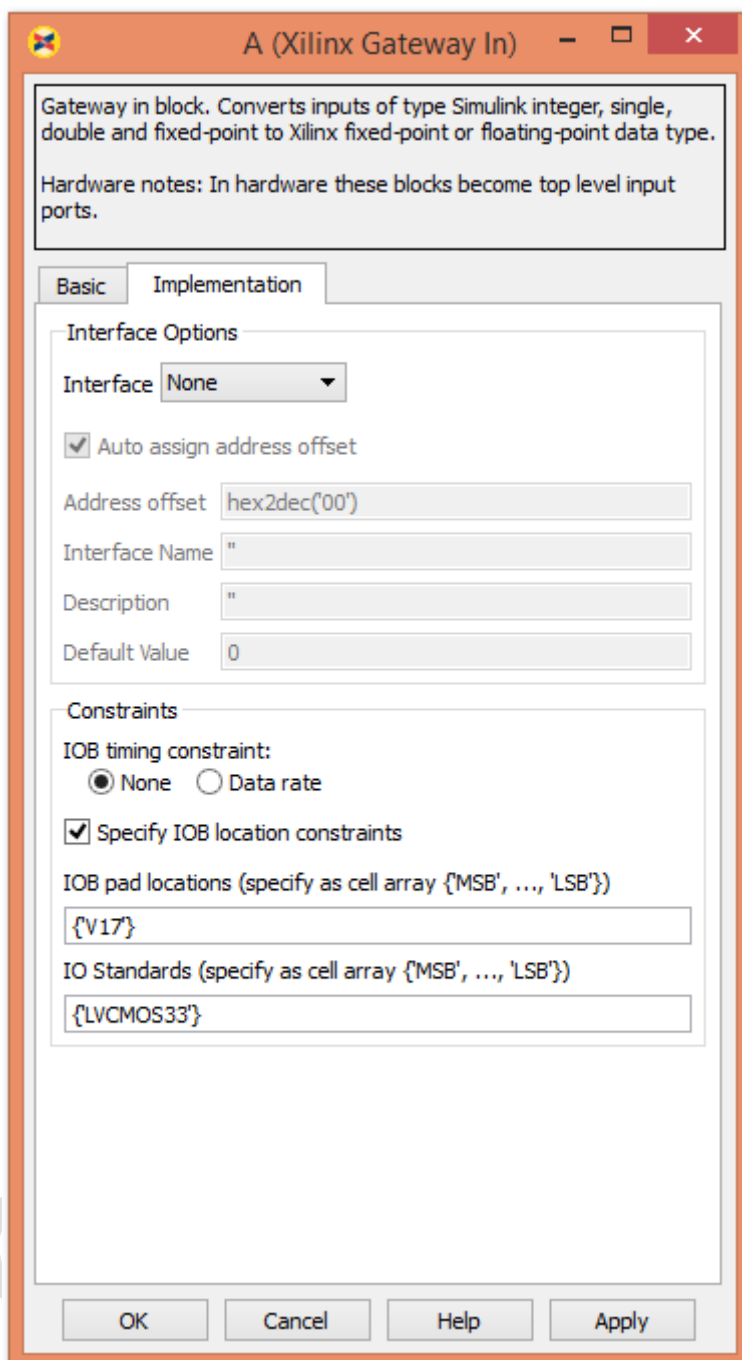 A (Xilinx Gateway In)
Gateway in block. Converts inputs of type Simulink integer, single,
double and fixed-point to Xilinx fixed-point or floating-point data type.
Hardware notes: In hardware these blocks become top level input
ports.
Basic Implementation
Interface Options
Interface None
Auto assign address offset
Address offset hex2dec('00')
Interface Name ''
Description ''
Default Value 0
Constraints
IOB timing constraint:
None Data rate
Specify IOB location constraints
IOB pad locations (specify as cell array {'MSB', ..., 'LSB'})
{'V17'}
IO Standards (specify as cell array {'MSB', ..., 'LSB'})
{'LVCMOS33'}
OK Cancel Help Apply